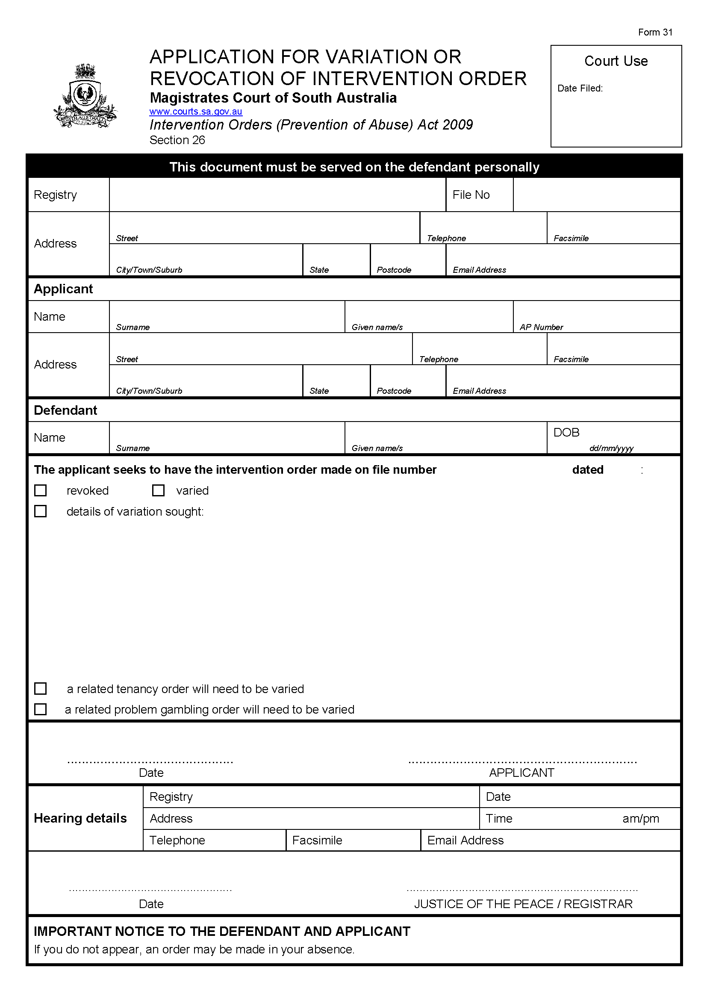 Form 31
APPLICATION FOR VARIATION OR
REVOCATION OF INTERVENTION ORDER
Magistrates Court of South Australia
www.courts.sa.gov.au
Intervention Orders (Prevention of Abuse) Act 2009
Section 26
Court Use
Date Filed:
SOUTH AUSTRALIA
This document must be served on the defendant personally
Registry File No
Address
Street Telephone Facsimile
City/Town/Suburb State Postcode Email Address
Applicant
Name
Surname Given name/s AP Number
Address
Street Telephone Facsimile
City/Town/Suburb State Postcode Email Address
Defendant
Name DOB
Surname Given name/s dd/mm/yyyy
The applicant seeks to have the intervention order made on file number dated :
revoked varied
details of variation sought:
a related tenancy order will need to be varied
a related problem gambling order will need to be varied
Date APPLICANT
Hearing details
Registry Date
Address Time am/pm
Telephone Facsimile Email Address
Date JUSTICE OF THE PEACE / REGISTRAR
IMPORTANT NOTICE TO THE DEFENDANT AND APPLICANT
If you do not appear, an order may be made in your absence.